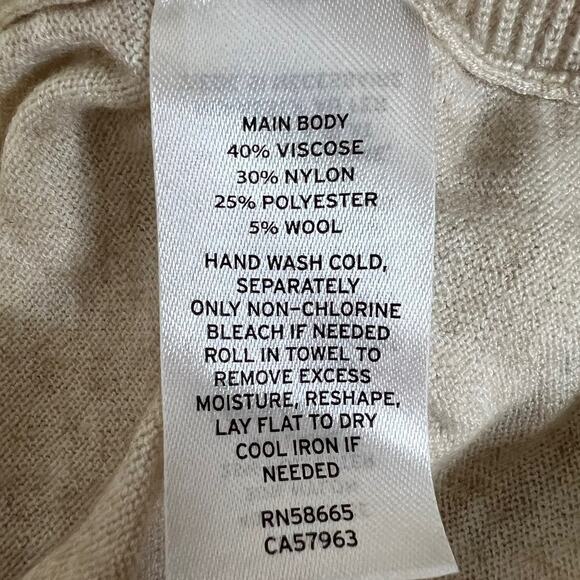 MAIN BODY
40% VISCOSE
30% NYLON
25% POLYESTER
5% WOOL
HAND WASH COLD,
SEPARATELY
ONLY NON-CHLORINE
BLEACH IF NEEDED
ROLL IN TOWEL TO
REMOVE EXCESS
MOISTURE, RESHAPE,
LAY FLAT TO DRY
COOL IRON IF
NEEDED
RN58665
CA57963